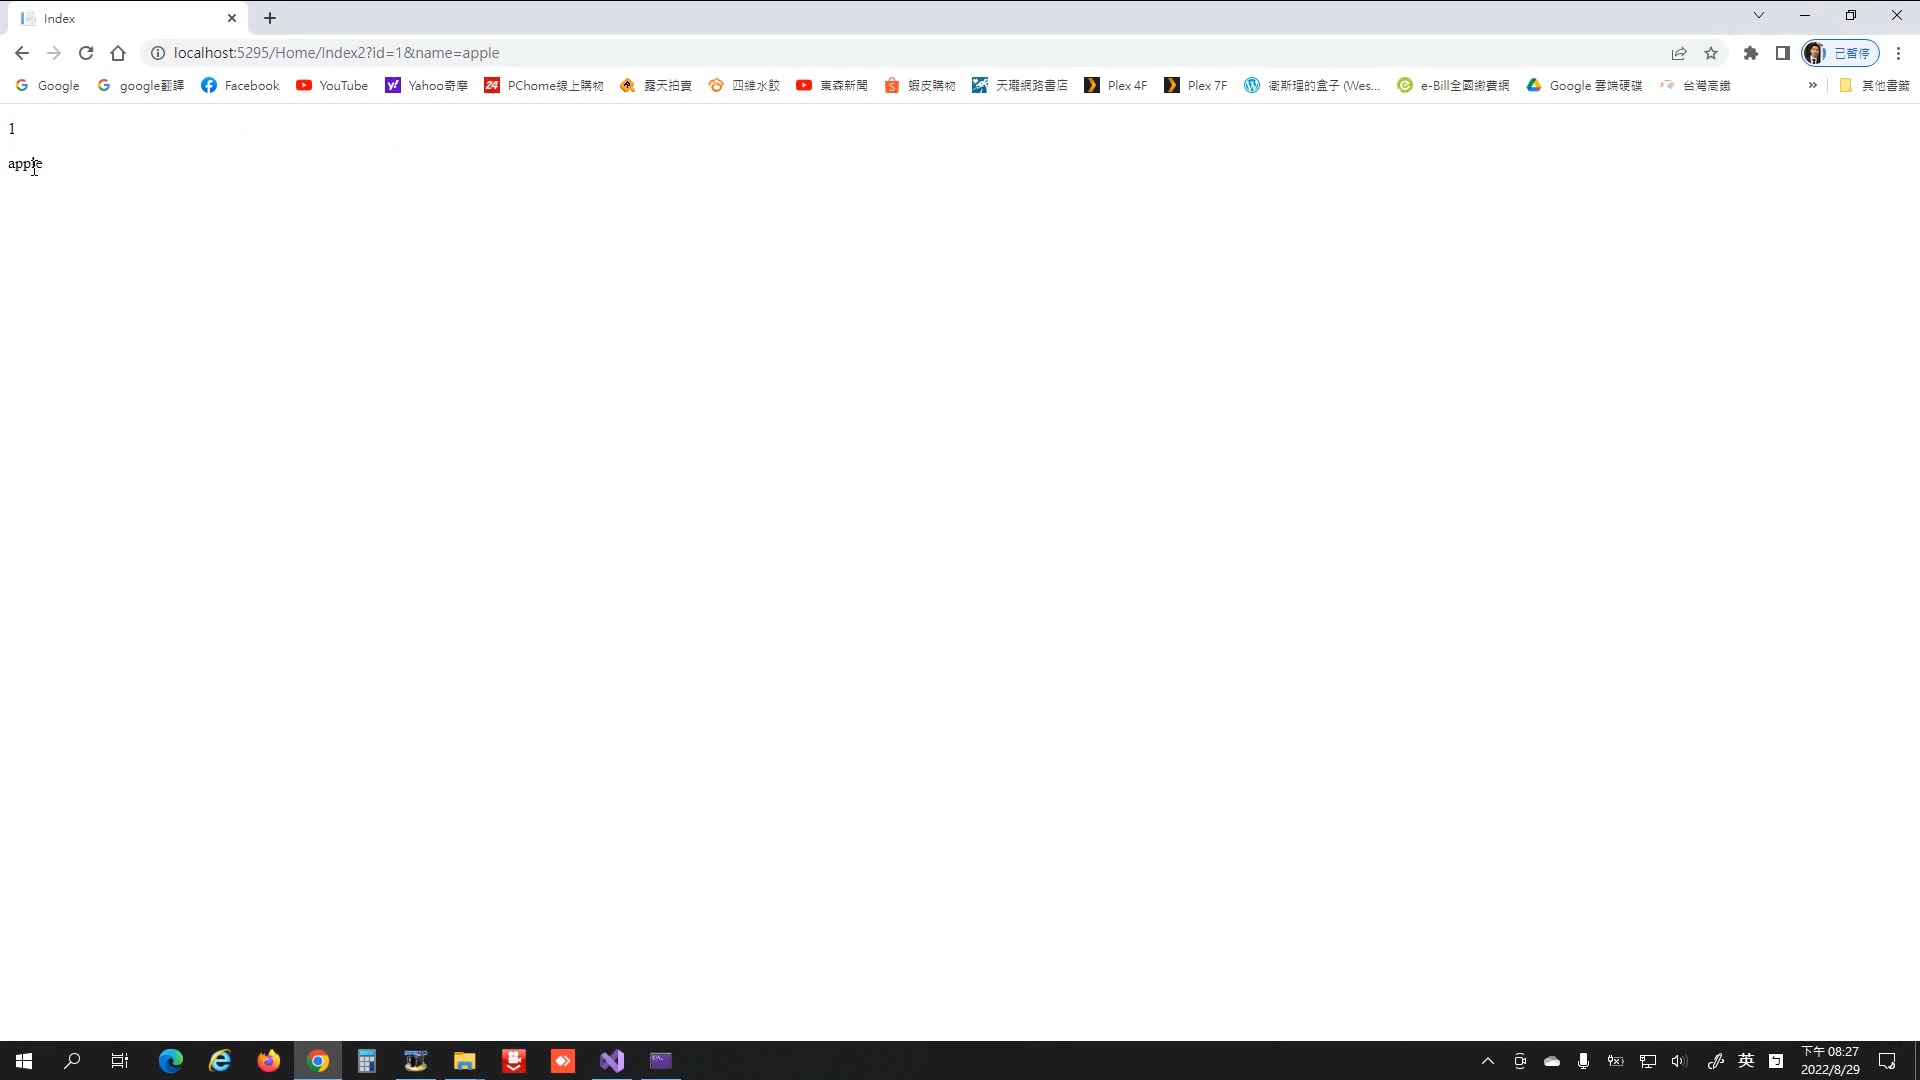 Index
localhost:5295/Home/Index2?id=1&name=apple
已暫停
Google
google翻譯
Facebook
YouTube
Yahoo奇摩
PChome線上購物
露天拍賣
四維水餃
東森新聞
蝦皮購物
天瓏網路書店
Plex 4F
Plex 7F
衛斯理的盒子 (Wes...
e-Bill全國繳費網
Google 雲端硬碟
台灣高鐵
»
其他書籤
1
apple
英
下午 08:27
2022/8/29